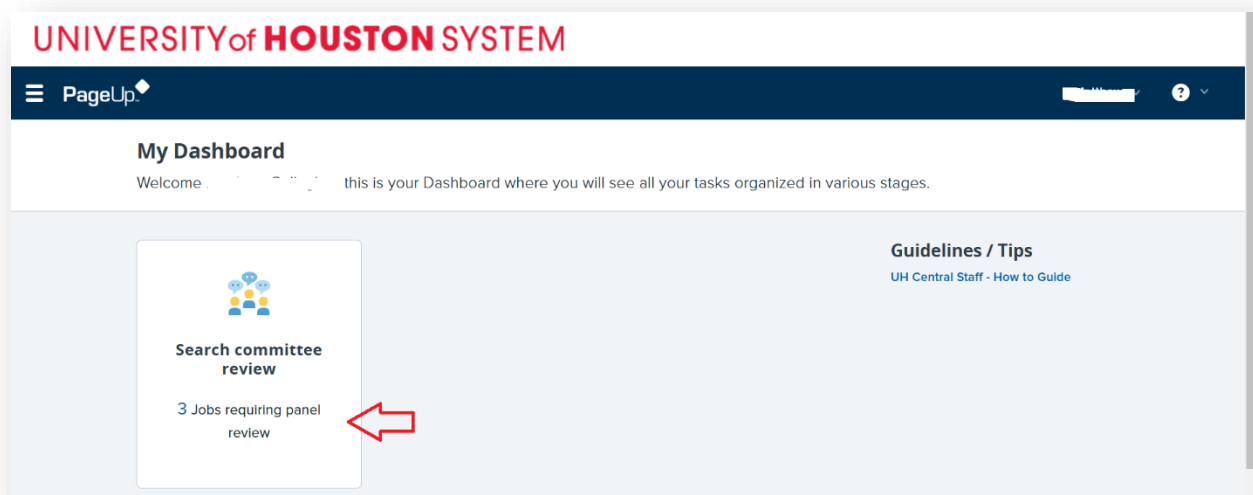 UNIVERSITY of HOUSTON SYSTEM
PageUp
?
My Dashboard
Welcome this is your Dashboard where you will see all your tasks organized in various stages.
Guidelines / Tips
UH Central Staff - How to Guide
Search committee
review
3 Jobs requiring panel
review